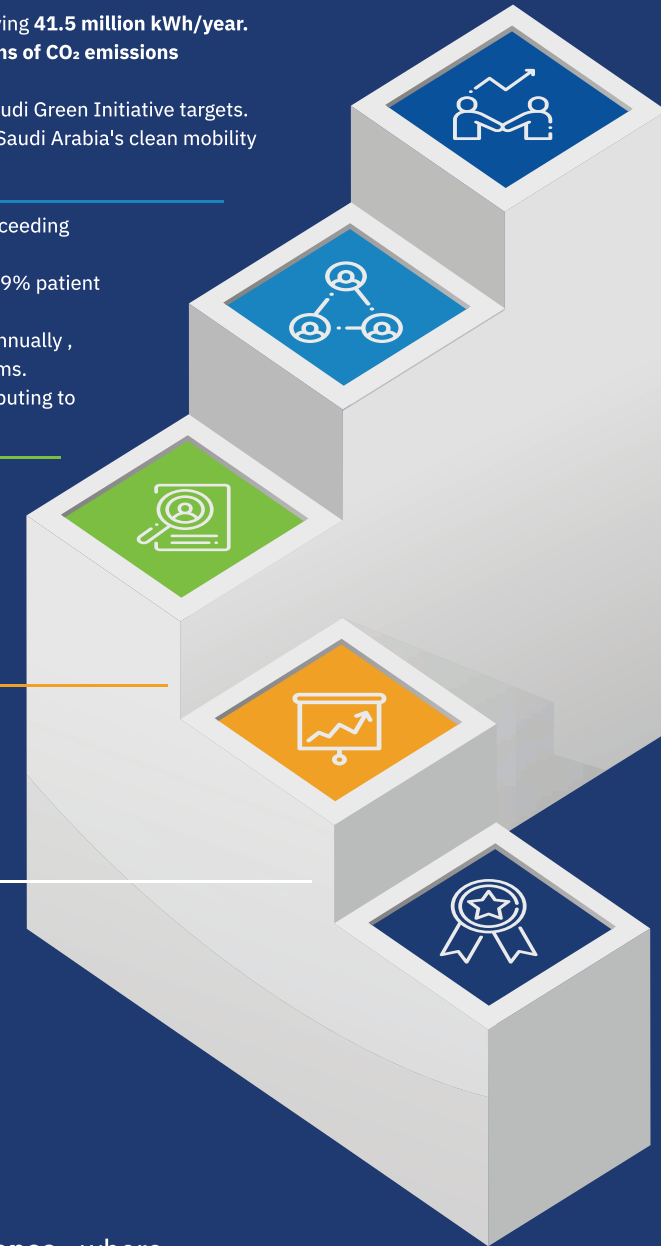 ving 41.5 million kWh/year.
ns of CO₂ emissions
audi Green Initiative targets.
Saudi Arabia's clean mobility
ceeding
9% patient
nnually ,
ms.
buting to